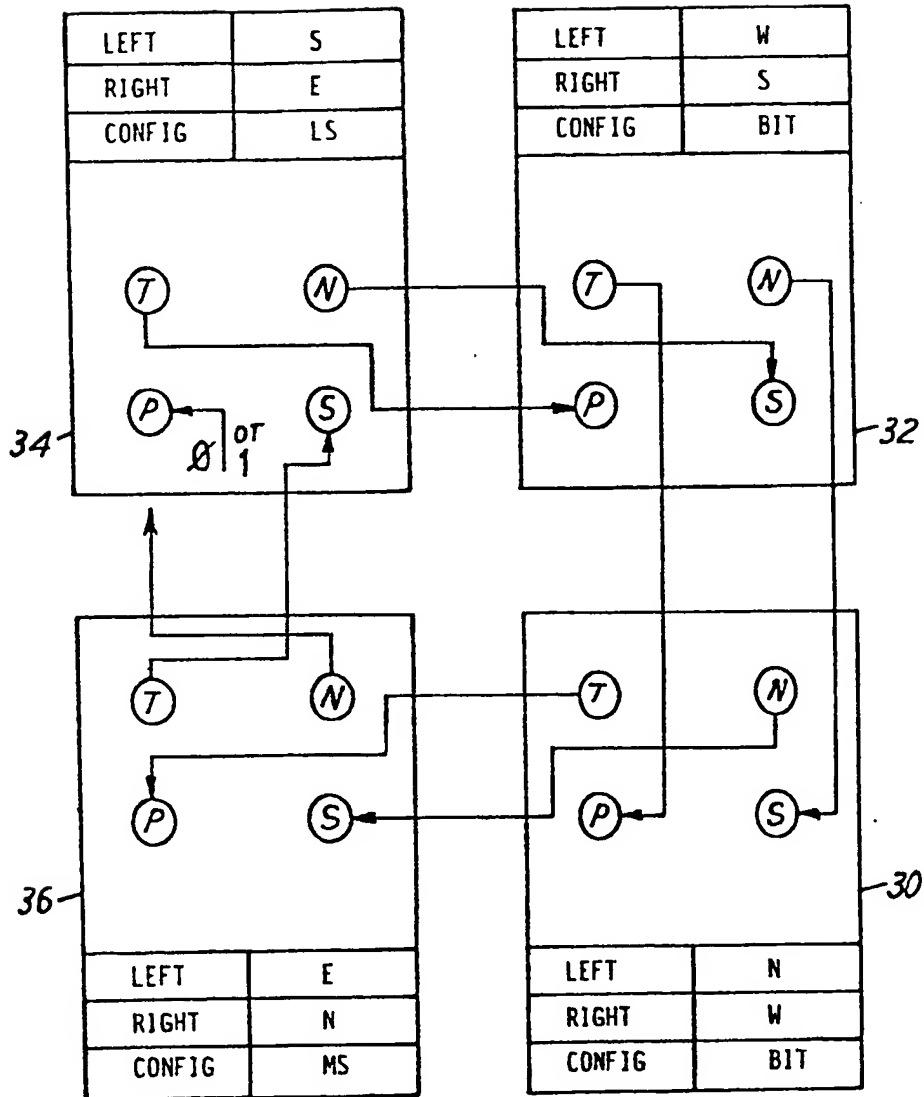 LEFT S
RIGHT E
CONFIG LS
T N
P S
Ø or 1
34
LEFT W
RIGHT S
CONFIG BIT
T N
P S
32
T N
P S
36
LEFT E
RIGHT N
CONFIG MS
T N
P S
30
LEFT N
RIGHT W
CONFIG BIT